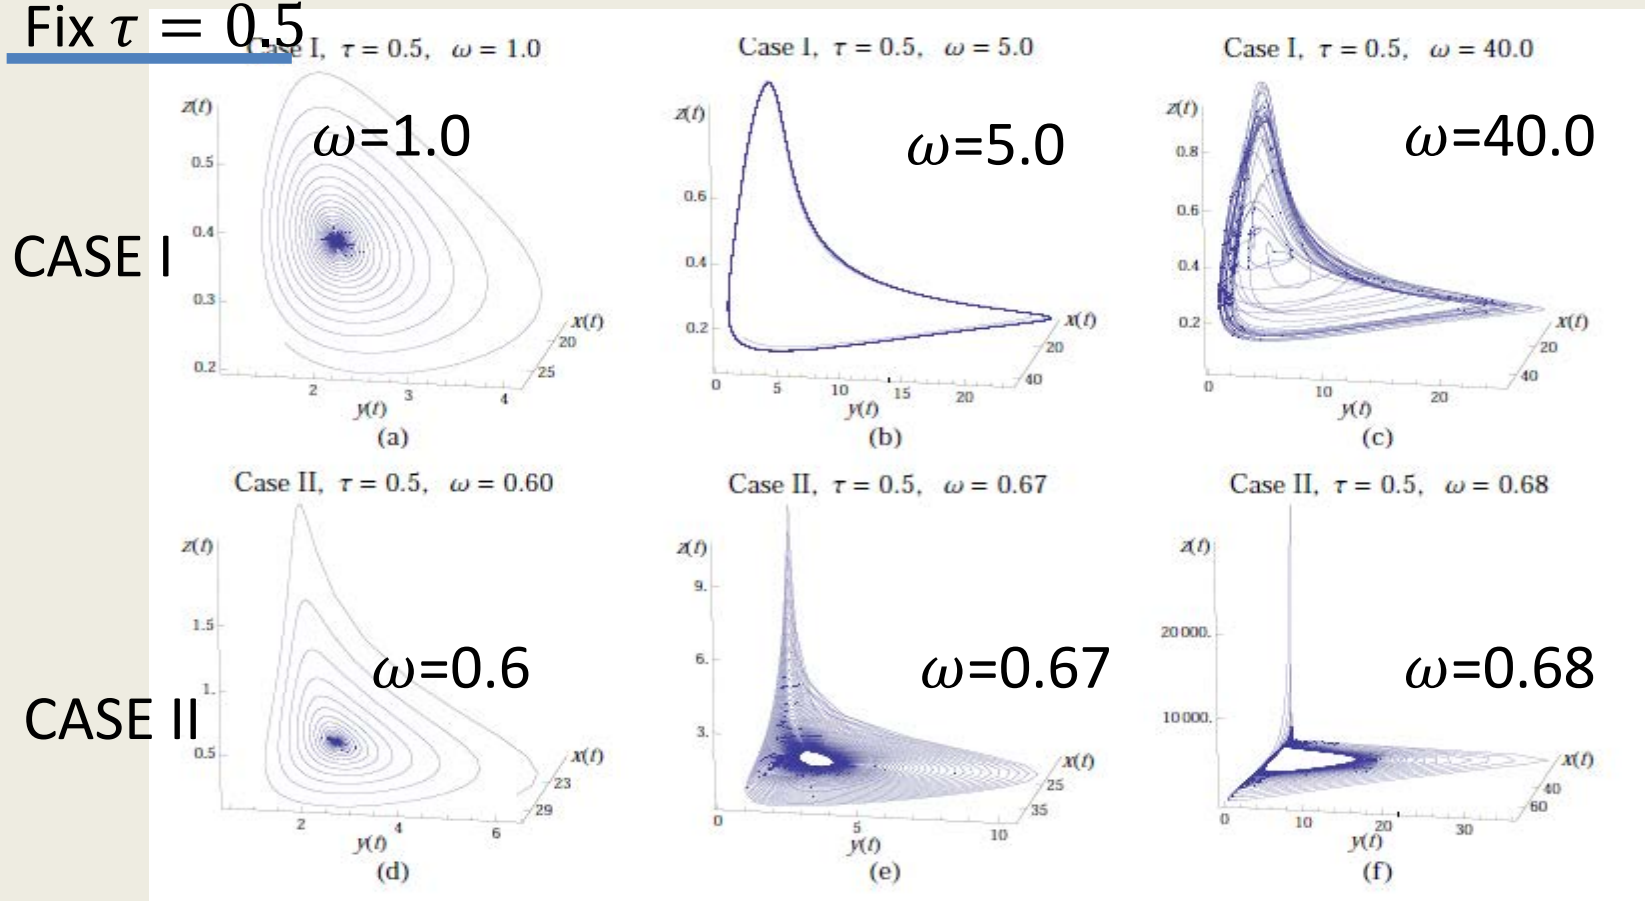 Fix τ = 0.5
Case I, τ = 0.5, ω = 1.0
Case I, τ = 0.5, ω = 5.0
Case I, τ = 0.5, ω = 40.0
CASE I
z(t)
0.5
0.4
0.3
0.2
ω=1.0
x(t)
20
25
2
3
4
y(t)
(a)
z(t)
0.6
0.4
0.2
ω=5.0
x(t)
20
40
0
5
10
15
20
y(t)
(b)
z(t)
0.8
0.6
0.4
0.2
ω=40.0
x(t)
20
40
0
10
20
y(t)
(c)
Case II, τ = 0.5, ω = 0.60
Case II, τ = 0.5, ω = 0.67
Case II, τ = 0.5, ω = 0.68
CASE II
z(t)
1.5
1.
0.5
ω=0.6
x(t)
23
29
2
4
6
y(t)
(d)
z(t)
9.
6.
3.
ω=0.67
x(t)
25
35
0
5
10
y(t)
(e)
z(t)
20 000.
10 000.
ω=0.68
x(t)
40
60
0
10
20
30
y(t)
(f)